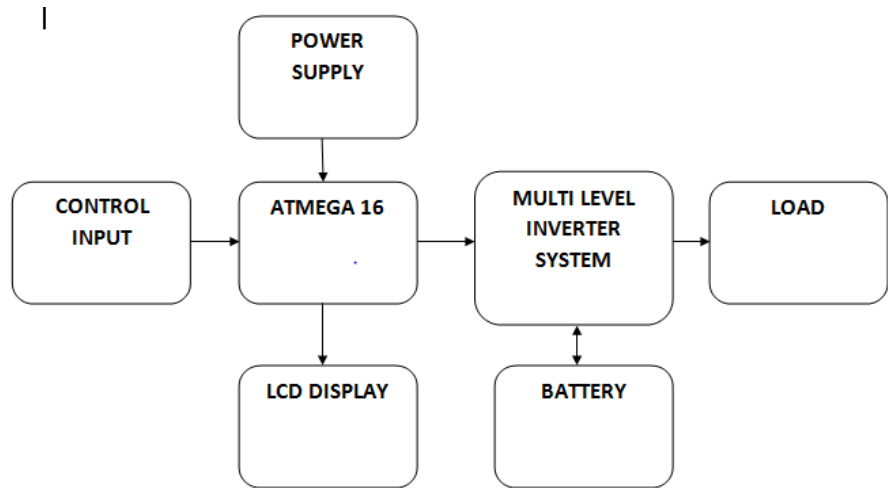 POWER
SUPPLY
CONTROL
INPUT
ATMEGA 16
MULTI LEVEL
INVERTER
SYSTEM
LOAD
LCD DISPLAY
BATTERY